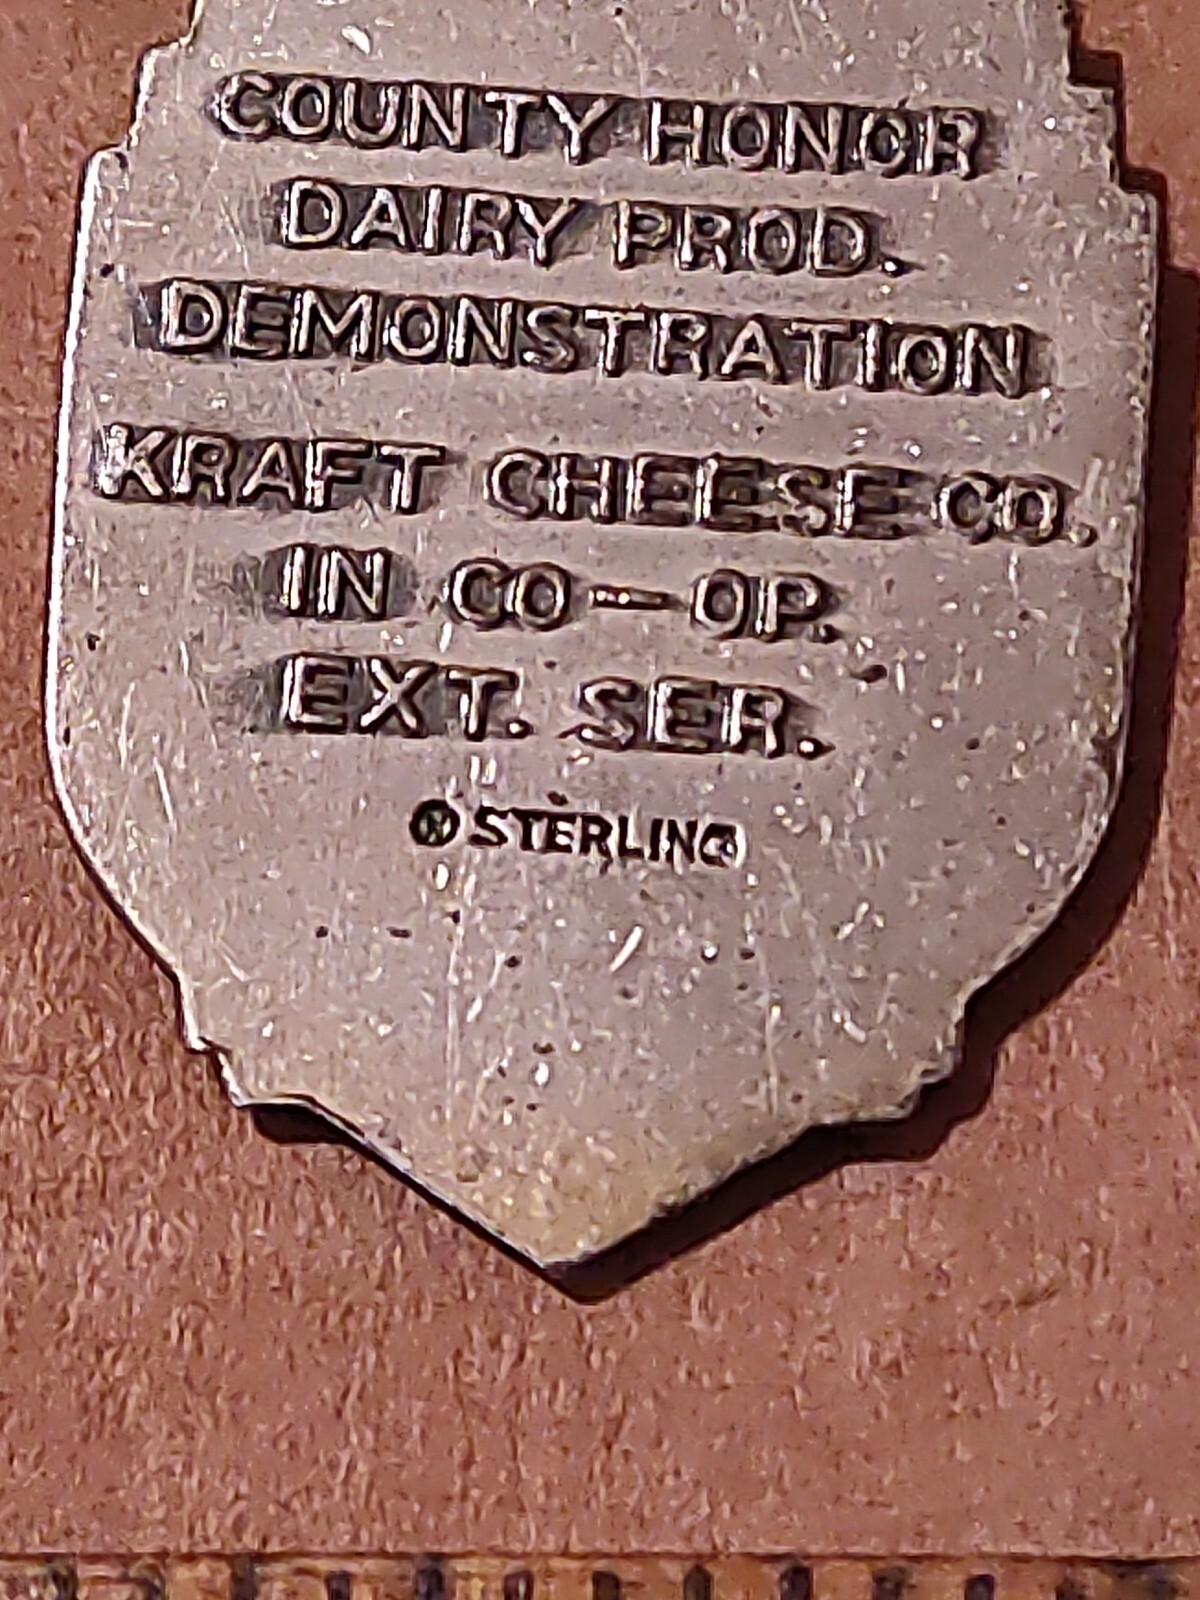 COUNTY HONOR
DAIRY PROD.
DEMONSTRATION
KRAFT CHEESE CO.
IN CO-OP.
EXT. SER.
STERLING